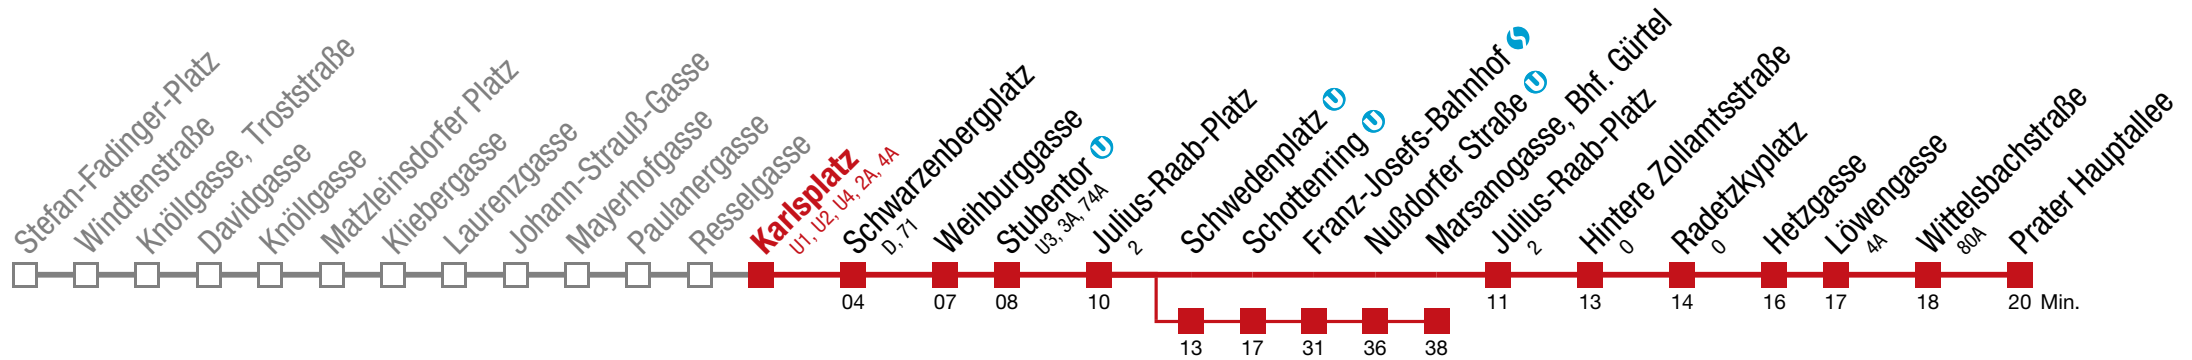 Stefan-Fadinger-Platz
Windtenstraße
Knöllgasse, Troststraße
Davidgasse
Knöllgasse
Matzleinsdorfer Platz
Kliebergasse
Laurenzgasse
Johann-Strauß-Gasse
Mayerhofgasse
Paulanergasse
Resselgasse
Karlsplatz
U1, U2, U4, 2A, 4A
Schwarzenbergplatz
D, 71
Weihburggasse
Stubentor U
U3, 3A, 74A
Julius-Raab-Platz
2
Schwedenplatz U
Schottenring U
Franz-Josefs-Bahnhof S
Nußdorfer Straße U
Marsanogasse, Bhf. Gürtel
Julius-Raab-Platz
2
Hintere Zollamtsstraße
0
Radetzkyplatz
0
Hetzgasse
Löwengasse
4A
Wittelsbachstraße
80A
Prater Hauptallee
04 07 08 10 11 13 14 16 17 18 20 Min.
13 17 31 36 38